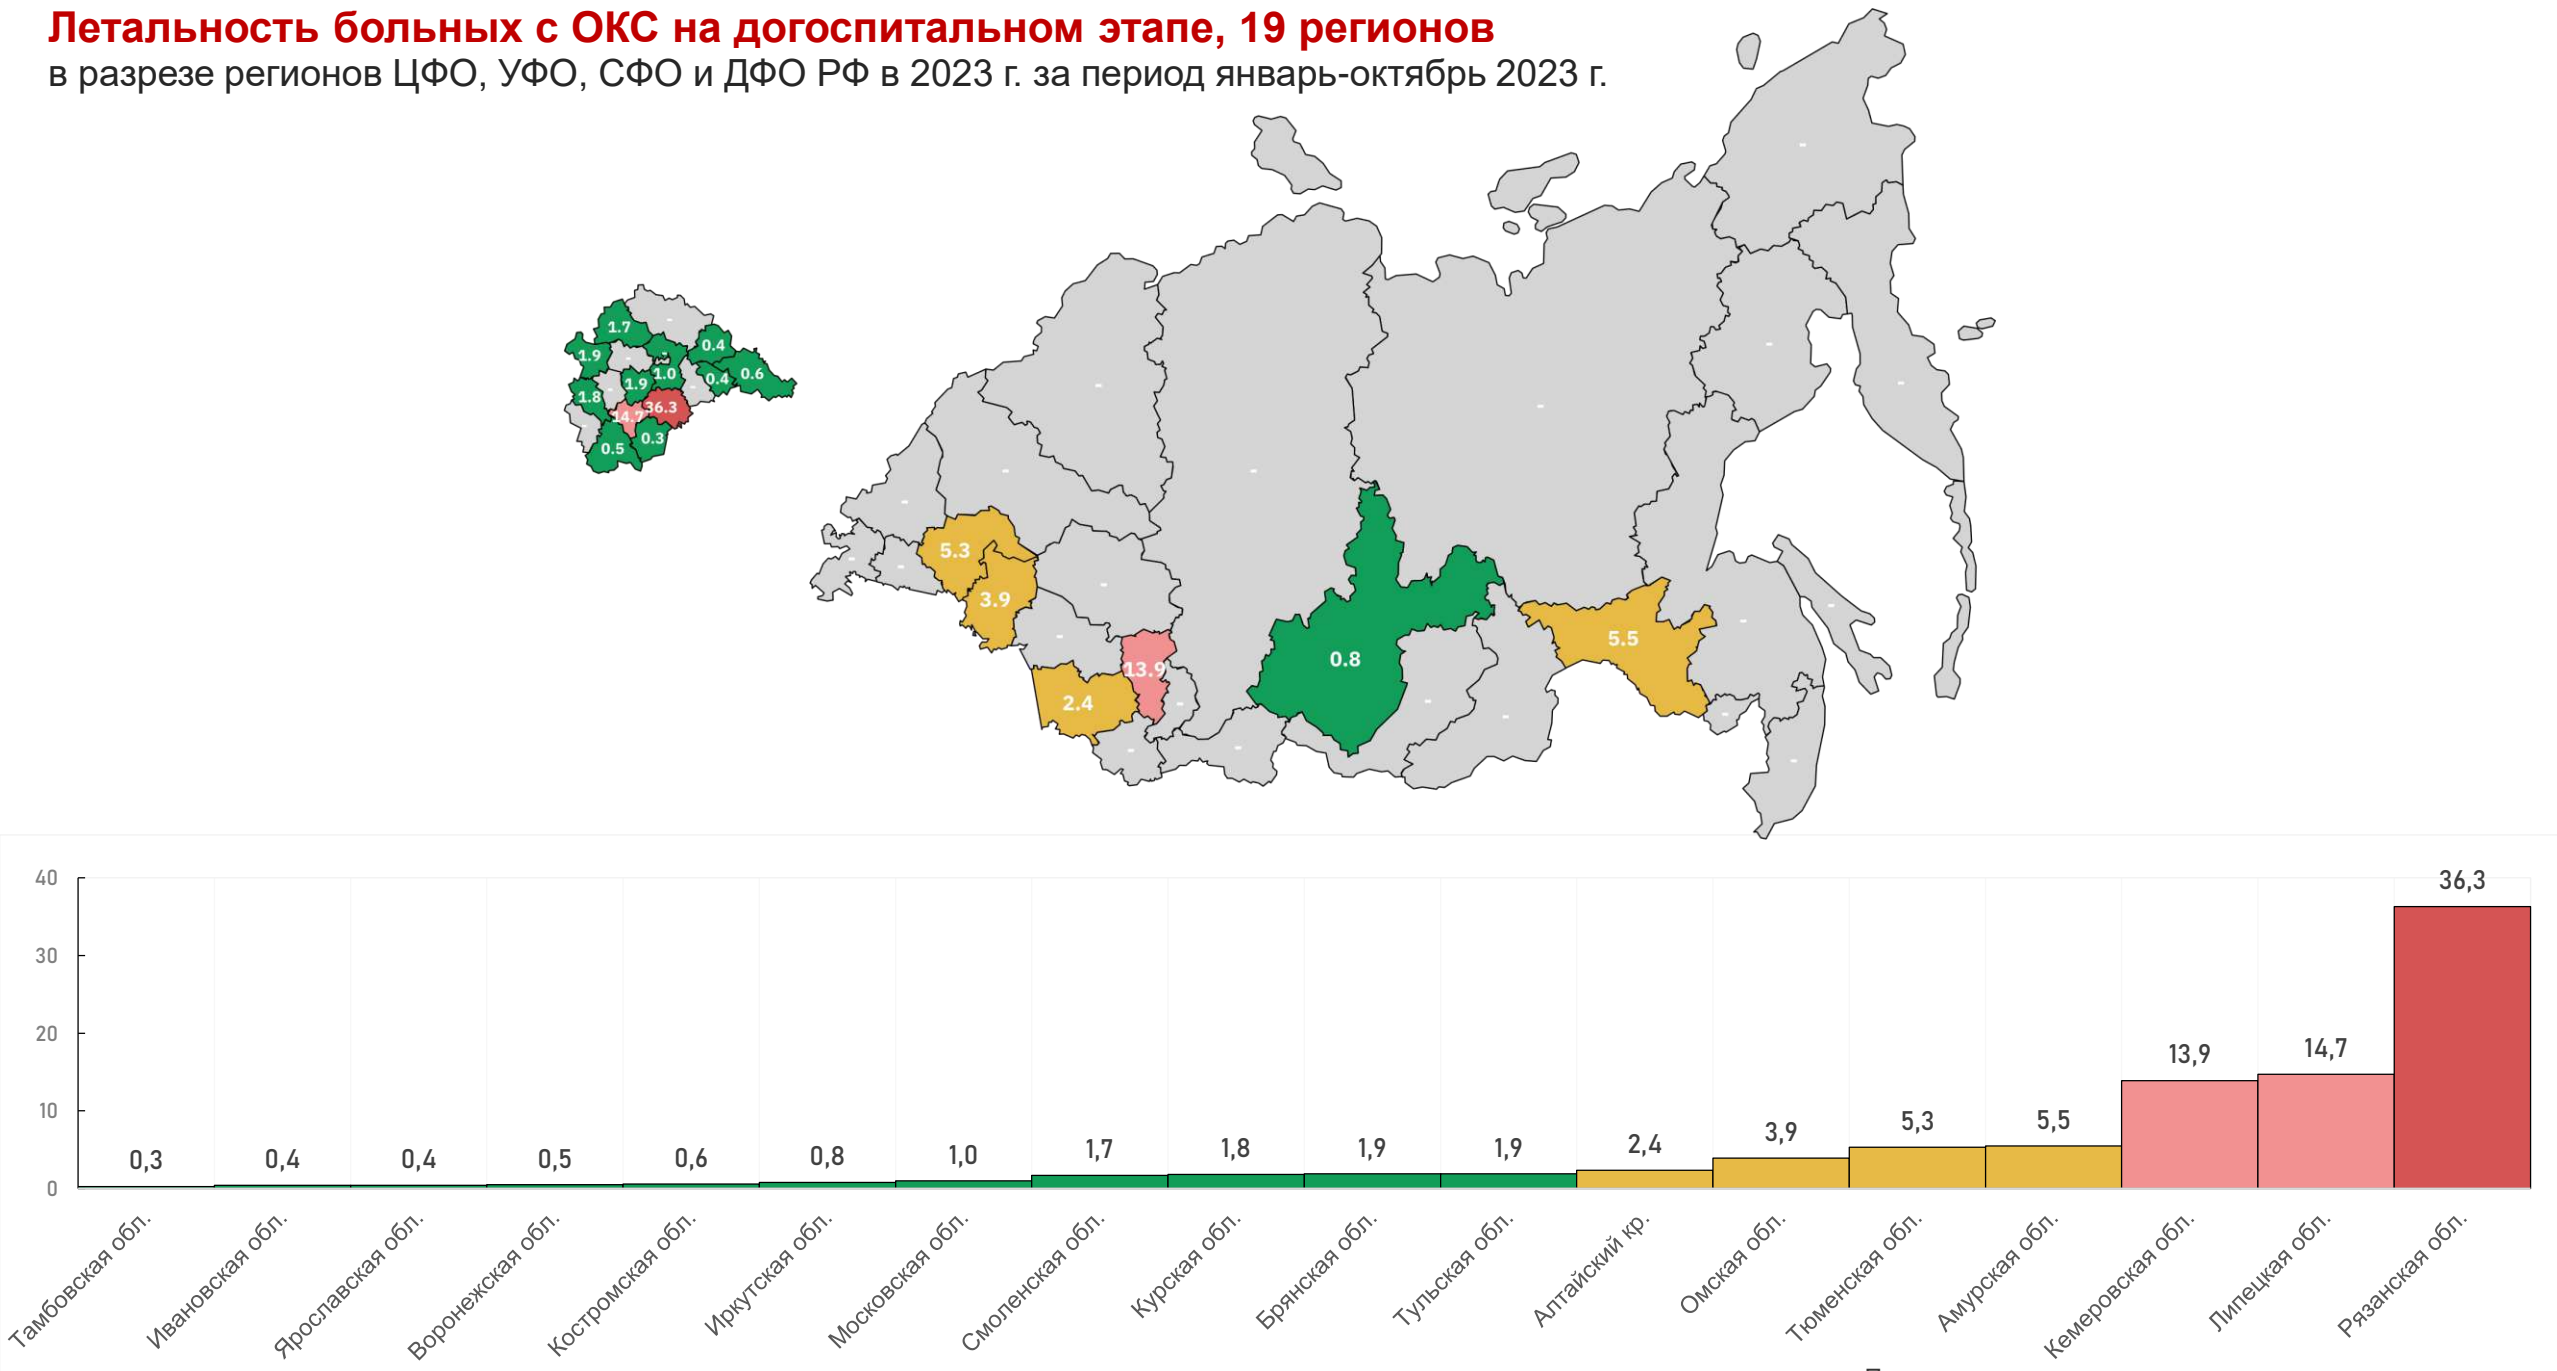 Летальность больных с ОКС на догоспитальном этапе, 19 регионов
в разрезе регионов ЦФО, УФО, СФО и ДФО РФ в 2023 г. за период январь-октябрь 2023 г.
1.7
0.4
1.9
1.0
0.4
0.6
1.9
1.8
14.7
36.3
0.3
0.5
5.3
3.9
5.5
0.8
13.9
2.4
40
30
20
10
0
0,3
0,4
0,4
0,5
0,6
0,8
1,0
1,7
1,8
1,9
1,9
2,4
3,9
5,3
5,5
13,9
14,7
36,3
Тамбовская обл.
Ивановская обл.
Ярославская обл.
Воронежская обл.
Костромская обл.
Иркутская обл.
Московская обл.
Смоленская обл.
Курская обл.
Брянская обл.
Тульская обл.
Алтайский кр.
Омская обл.
Тюменская обл.
Амурская обл.
Кемеровская обл.
Липецкая обл.
Рязанская обл.